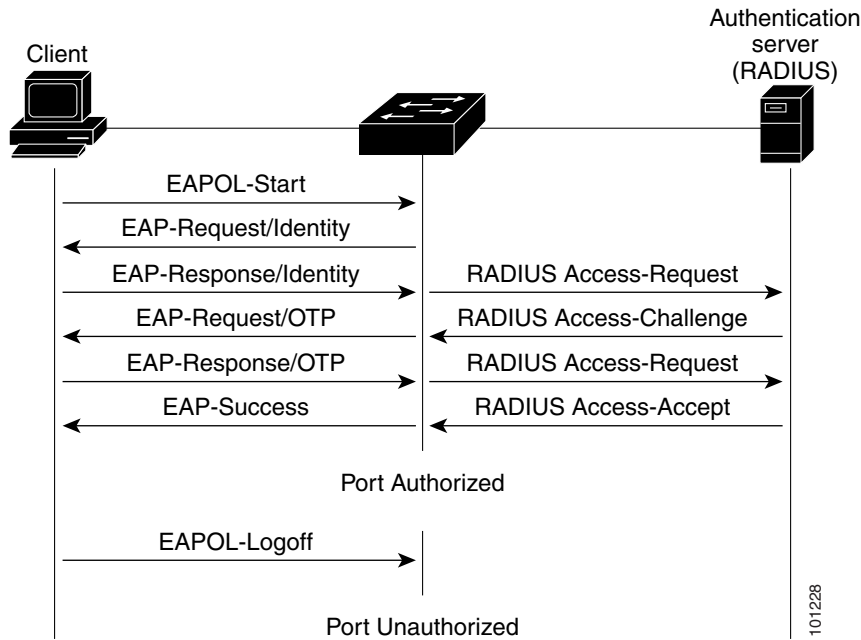 Authentication
server
(RADIUS)
Client
EAPOL-Start
EAP-Request/Identity
EAP-Response/Identity
RADIUS Access-Request
EAP-Request/OTP
RADIUS Access-Challenge
EAP-Response/OTP
RADIUS Access-Request
EAP-Success
RADIUS Access-Accept
Port Authorized
EAPOL-Logoff
Port Unauthorized
101228